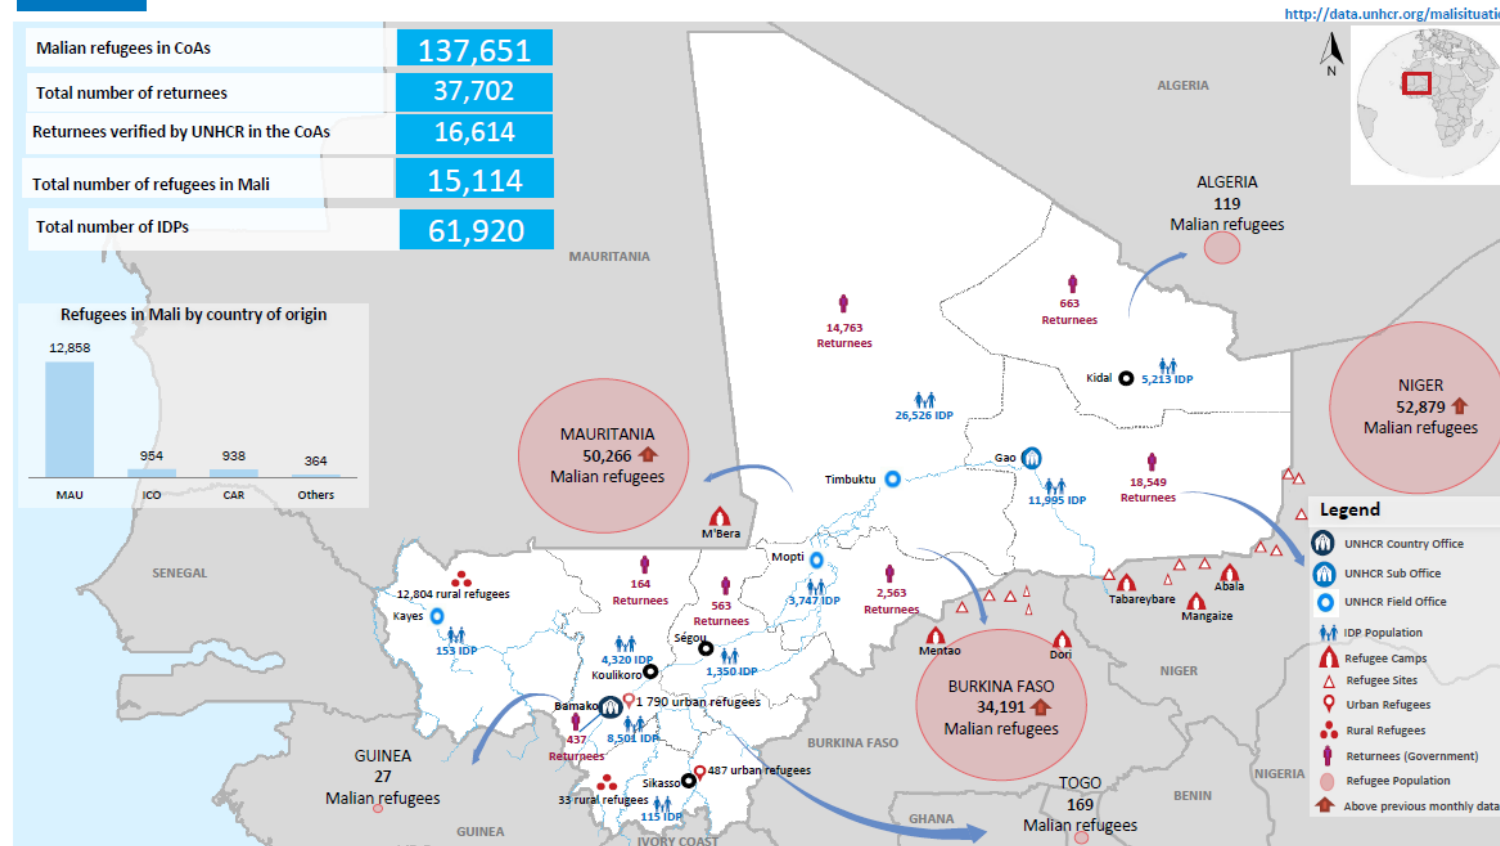 http://data.unhcr.org/malisituatio
Malian refugees in CoAs
137,651
Total number of returnees
37,702
Returnees verified by UNHCR in the CoAs
16,614
Total number of refugees in Mali
15,114
Total number of IDPs
61,920
N
ALGERIA
ALGERIA
119
Malian refugees
MAURITANIA
663
Returnees
14,763
Returnees
Refugees in Mali by country of origin
12,858
954
938
364
MAU
ICO
CAR
Others
Kidal
5,213 IDP
26,526 IDP
NIGER
52,879
Malian refugees
MAURITANIA
50,266
Malian refugees
Gao
Timbuktu
18,549
Returnees
11,995 IDP
M'Bera
Mopti
SENEGAL
12,804 rural refugees
Kayes
153 IDP
164
Returnees
563
Returnees
3,747 IDP
2,563
Returnees
Ségou
4,320 IDP
Koulikoro
1,350 IDP
Tabareybare
Abala
Mangaize
Mentao
Dori
NIGER
Bamako
1 790 urban refugees
437
Returnees
8,501 IDP
BURKINA FASO
34,191
Malian refugees
BURKINA FASO
GUINEA
27
Malian refugees
Sikasso
487 urban refugees
33 rural refugees
115 IDP
TOGO
169
Malian refugees
NIGERIA
BENIN
GHANA
GUINEA
IVORY COAST
Legend
UNHCR Country Office
UNHCR Sub Office
UNHCR Field Office
IDP Population
Refugee Camps
Refugee Sites
Urban Refugees
Rural Refugees
Returnees (Government)
Refugee Population
Above previous monthly data